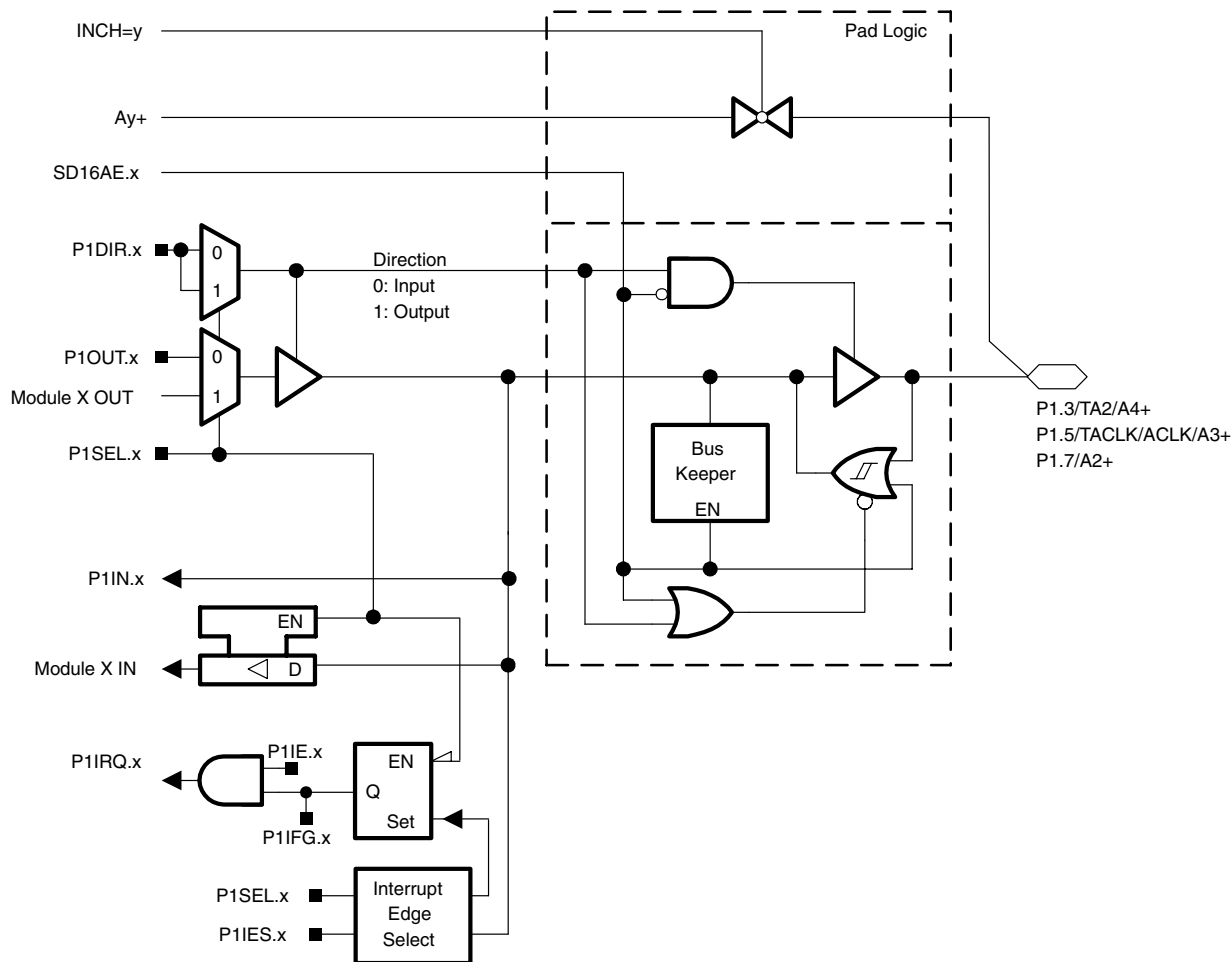 INCH=y
Pad Logic
Ay+
SD16AE.x
P1DIR.x
0
1
Direction
0: Input
1: Output
P1OUT.x
0
Module X OUT
1
P1SEL.x
Bus
Keeper
EN
P1.3/TA2/A4+
P1.5/TACLK/ACLK/A3+
P1.7/A2+
P1IN.x
EN
Module X IN
D
P1IE.x
P1IRQ.x
EN
Q
Set
P1IFG.x
P1SEL.x
P1IES.x
Interrupt
Edge
Select